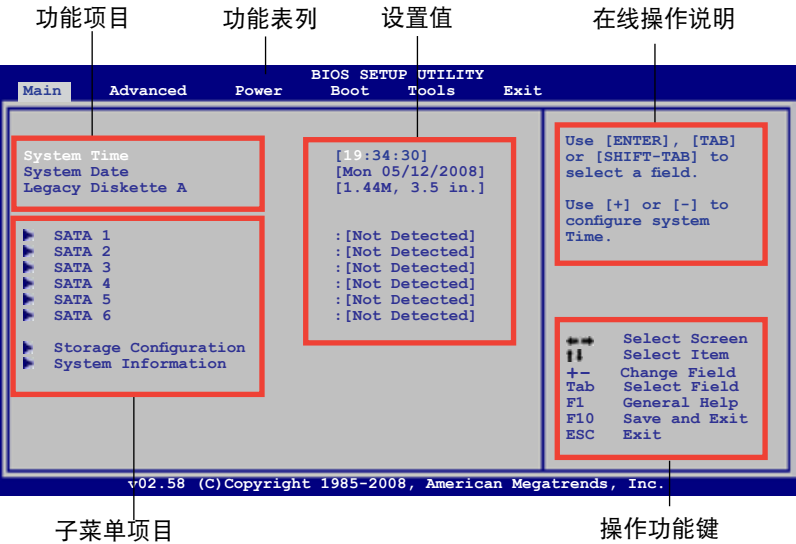 功能项目 功能表列 设置值 在线操作说明
BIOS SETUP UTILITY
Main Advanced Power Boot Tools Exit
System Time [19:34:30]
System Date [Mon 05/12/2008]
Legacy Diskette A [1.44M, 3.5 in.]
SATA 1 :[Not Detected]
SATA 2 :[Not Detected]
SATA 3 :[Not Detected]
SATA 4 :[Not Detected]
SATA 5 :[Not Detected]
SATA 6 :[Not Detected]
Storage Configuration
System Information
Use [ENTER], [TAB]
or [SHIFT-TAB] to
select a field.
Use [+] or [-] to
configure system
Time.
←→ Select Screen
↑↓ Select Item
+- Change Field
Tab Select Field
F1 General Help
F10 Save and Exit
ESC Exit
v02.58 (C)Copyright 1985-2008, American Megatrends, Inc.
子菜单项目 操作功能键